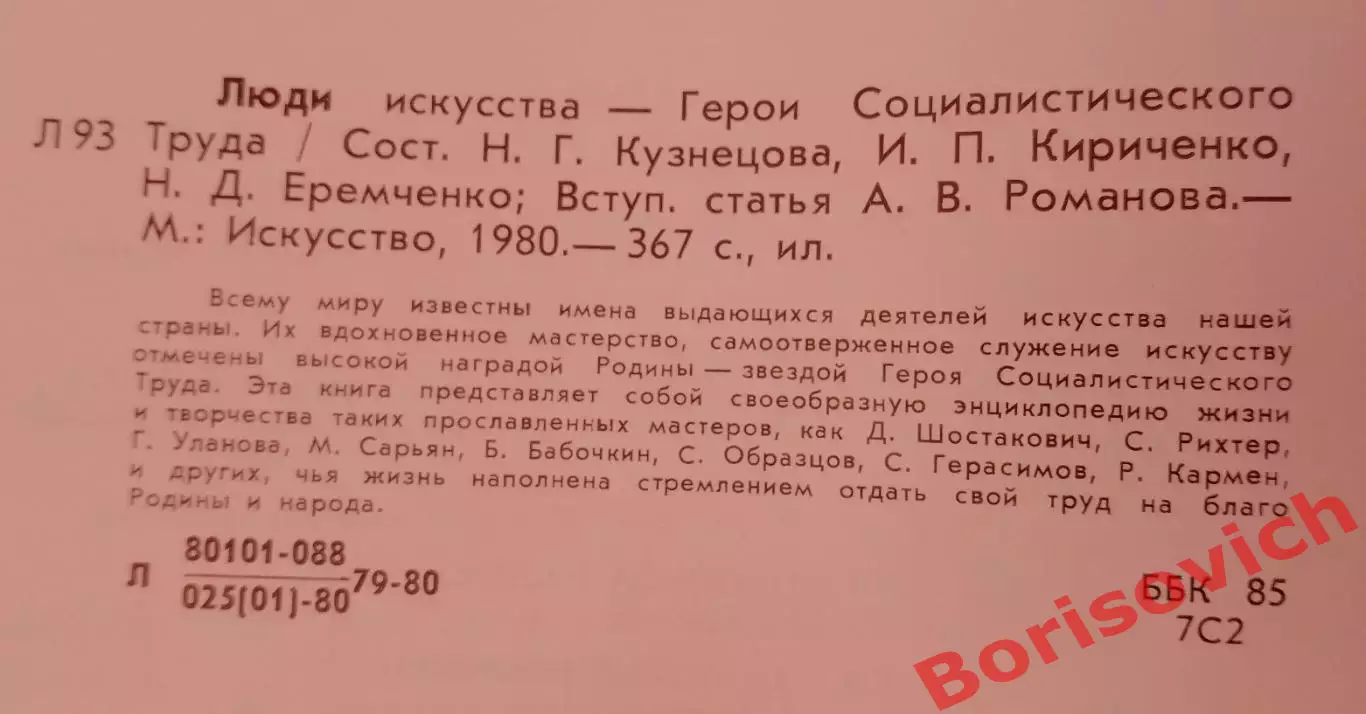 Люди искусства — Герои Социалистического
Л 93 Труда / Сост. Н. Г. Кузнецова, И. П. Кириченко,
Н. Д. Еремченко; Вступ. статья А. В. Романова.—
М.: Искусство, 1980.— 367 с., ил.
Всему миру известны имена выдающихся деятелей искусства нашей
страны. Их вдохновенное мастерство, самоотверженное служение искусству
отмечены высокой наградой Родины — звездой Героя Социалистического
Труда. Эта книга представляет собой своеобразную энциклопедию жизни
и творчества таких прославленных мастеров, как Д. Шостакович, С. Рихтер,
Г. Уланова, М. Сарьян, Б. Бабочкин, С. Образцов, С. Герасимов, Р. Кармен,
и других, чья жизнь наполнена стремлением отдать свой труд на благо
Родины и народа.
80101-088
Л 79-80
025(01)-80
ББК 85
7С2
Borisovich